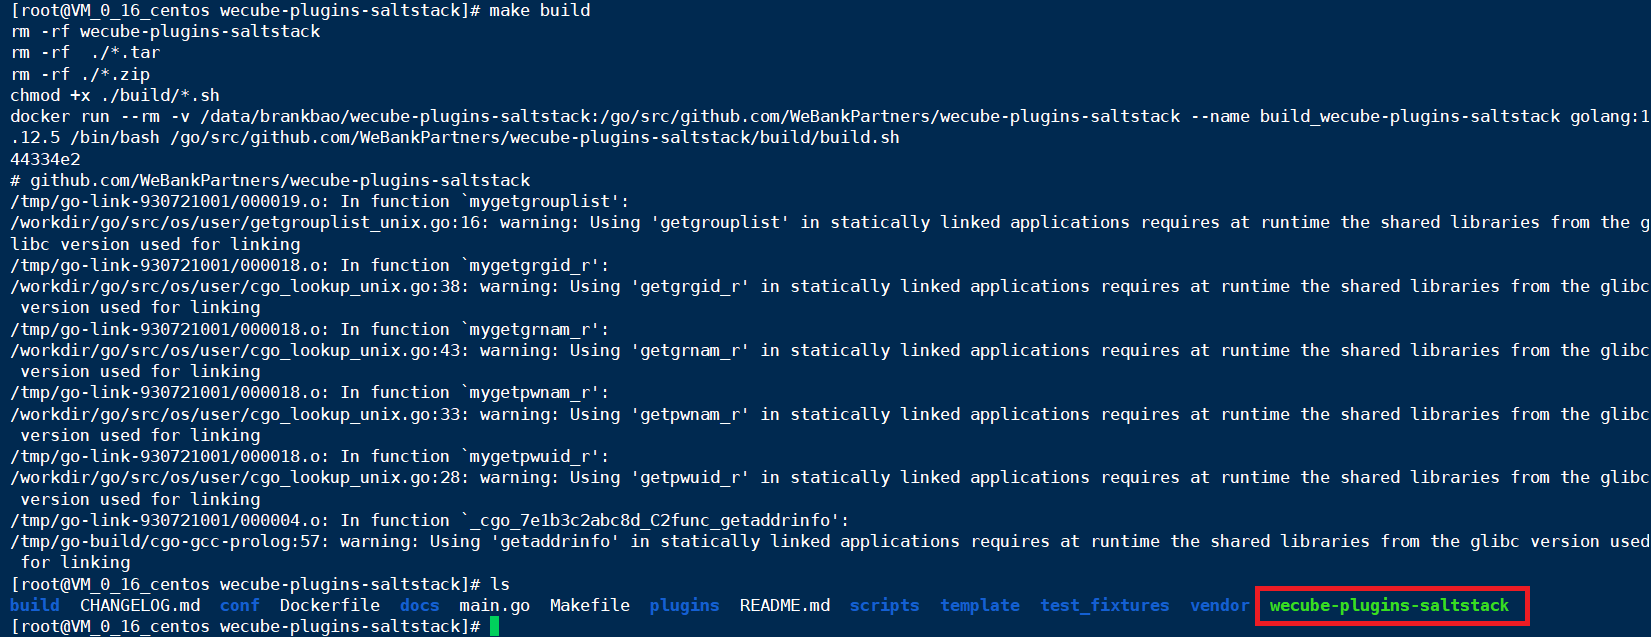 [root@VM_0_16_centos wecube-plugins-saltstack]# make build
rm -rf wecube-plugins-saltstack
rm -rf  ./*.tar
rm -rf ./*.zip
chmod +x ./build/*.sh
docker run --rm -v /data/brankbao/wecube-plugins-saltstack:/go/src/github.com/WeBankPartners/wecube-plugins-saltstack --name build_wecube-plugins-saltstack golang:1
.12.5 /bin/bash /go/src/github.com/WeBankPartners/wecube-plugins-saltstack/build/build.sh
44334e2
# github.com/WeBankPartners/wecube-plugins-saltstack
/tmp/go-link-930721001/000019.o: In function `mygetgrouplist':
/workdir/go/src/os/user/getgrouplist_unix.go:16: warning: Using 'getgrouplist' in statically linked applications requires at runtime the shared libraries from the g
libc version used for linking
/tmp/go-link-930721001/000018.o: In function `mygetgrgid_r':
/workdir/go/src/os/user/cgo_lookup_unix.go:38: warning: Using 'getgrgid_r' in statically linked applications requires at runtime the shared libraries from the glibc
 version used for linking
/tmp/go-link-930721001/000018.o: In function `mygetgrnam_r':
/workdir/go/src/os/user/cgo_lookup_unix.go:43: warning: Using 'getgrnam_r' in statically linked applications requires at runtime the shared libraries from the glibc
 version used for linking
/tmp/go-link-930721001/000018.o: In function `mygetpwnam_r':
/workdir/go/src/os/user/cgo_lookup_unix.go:33: warning: Using 'getpwnam_r' in statically linked applications requires at runtime the shared libraries from the glibc
 version used for linking
/tmp/go-link-930721001/000018.o: In function `mygetpwuid_r':
/workdir/go/src/os/user/cgo_lookup_unix.go:28: warning: Using 'getpwuid_r' in statically linked applications requires at runtime the shared libraries from the glibc
 version used for linking
/tmp/go-link-930721001/000004.o: In function `_cgo_7e1b3c2abc8d_C2func_getaddrinfo':
/tmp/go-build/cgo-gcc-prolog:57: warning: Using 'getaddrinfo' in statically linked applications requires at runtime the shared libraries from the glibc version used
 for linking
[root@VM_0_16_centos wecube-plugins-saltstack]# ls
build  CHANGELOG.md  conf  Dockerfile  docs  main.go  Makefile  plugins  README.md  scripts  template  test_fixtures  vendor  wecube-plugins-saltstack
[root@VM_0_16_centos wecube-plugins-saltstack]#